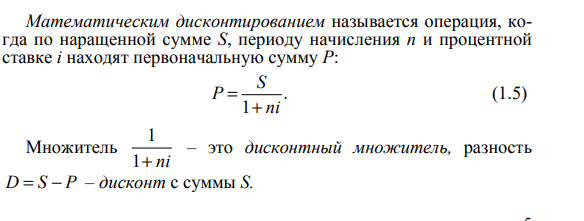 Математическим дисконтированием называется операция, ко-
гда по наращенной сумме S, периоду начисления n и процентной
ставке i находят первоначальную сумму P:
P = S / (1 + ni). (1.5)
Множитель 1 / (1 + ni) – это дисконтный множитель, разность
D = S − P – дисконт с суммы S.